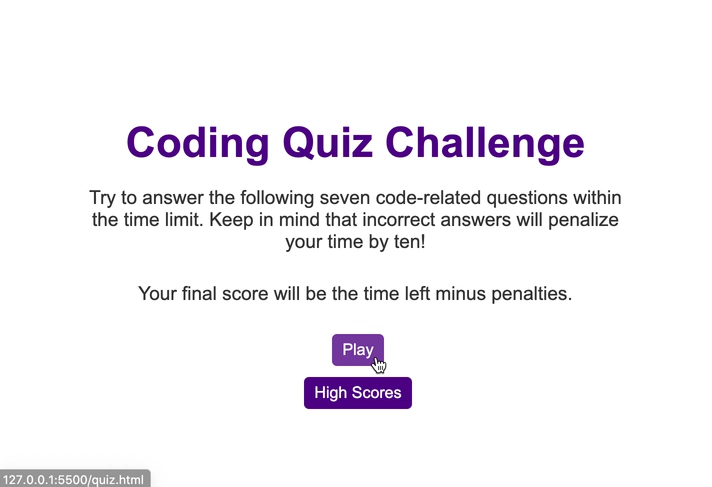 Coding Quiz Challenge
Try to answer the following seven code-related questions within
the time limit. Keep in mind that incorrect answers will penalize
your time by ten!
Your final score will be the time left minus penalties.
Play
High Scores
127.0.0.1:5500/quiz.html